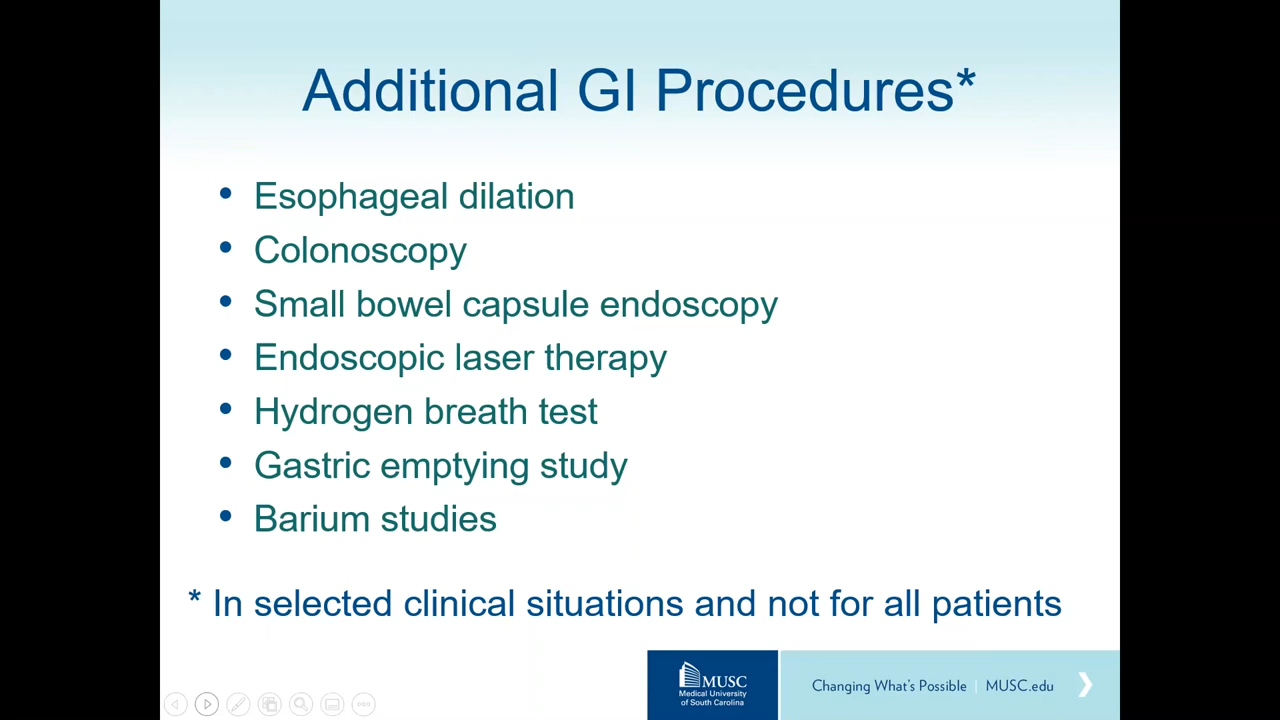 Additional GI Procedures*
• Esophageal dilation
• Colonoscopy
• Small bowel capsule endoscopy
• Endoscopic laser therapy
• Hydrogen breath test
• Gastric emptying study
• Barium studies
* In selected clinical situations and not for all patients
MUSC
Medical University
of South Carolina
Changing What's Possible | MUSC.edu